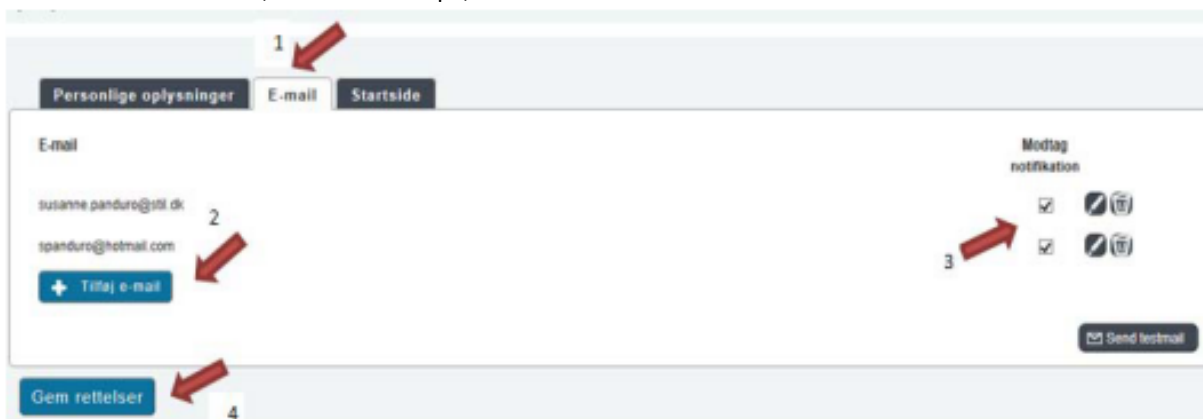 1
Personlige oplysninger E-mail Startside
E-mail
Modtag
notifikation
susanne.panduro@stil.dk
2
spanduro@hotmail.com
3
Tilføj e-mail
Send testmail
Gem rettelser
4